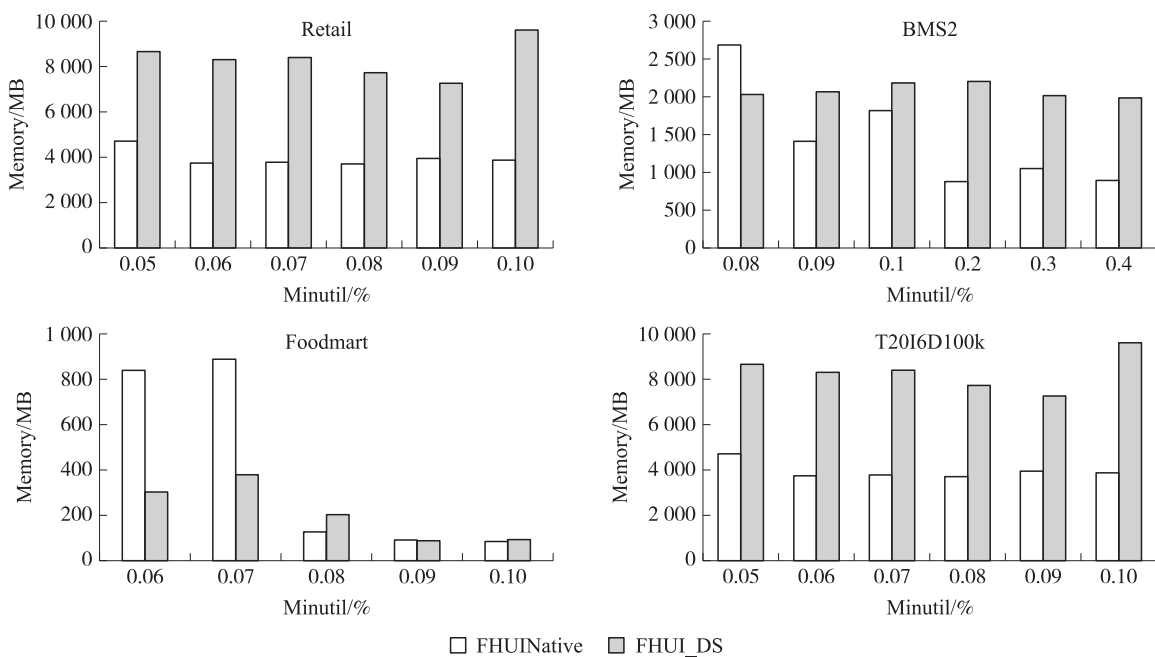 Retail
Memory/MB
10 000
8 000
6 000
4 000
2 000
0
0.05 0.06 0.07 0.08 0.09 0.10
Minutil/%
BMS2
Memory/MB
3 000
2 500
2 000
1 500
1 000
500
0
0.08 0.09 0.1 0.2 0.3 0.4
Minutil/%
Foodmart
Memory/MB
1 000
800
600
400
200
0
0.06 0.07 0.08 0.09 0.10
Minutil/%
T20I6D100k
Memory/MB
10 000
8 000
6 000
4 000
2 000
0
0.05 0.06 0.07 0.08 0.09 0.10
Minutil/%
FHUINative FHUI_DS